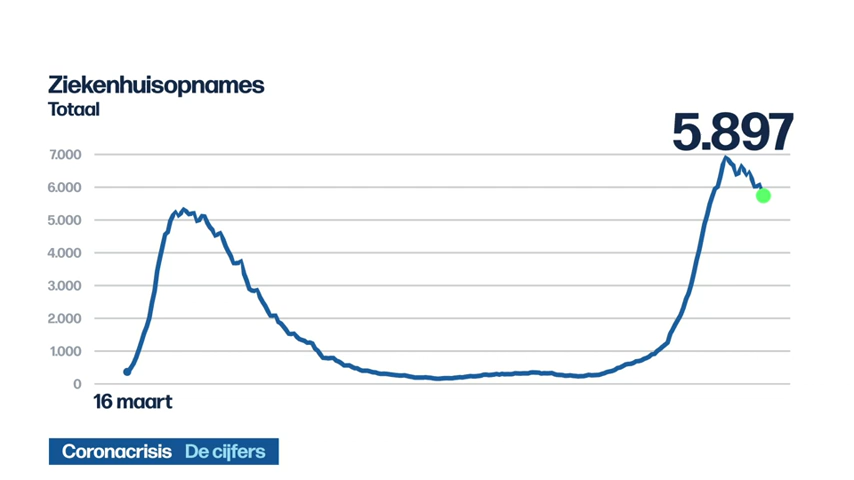 Ziekenhuisopnames
Totaal
5.897
7.000
6.000
5.000
4.000
3.000
2.000
1.000
0
16 maart
Coronacrisis De cijfers